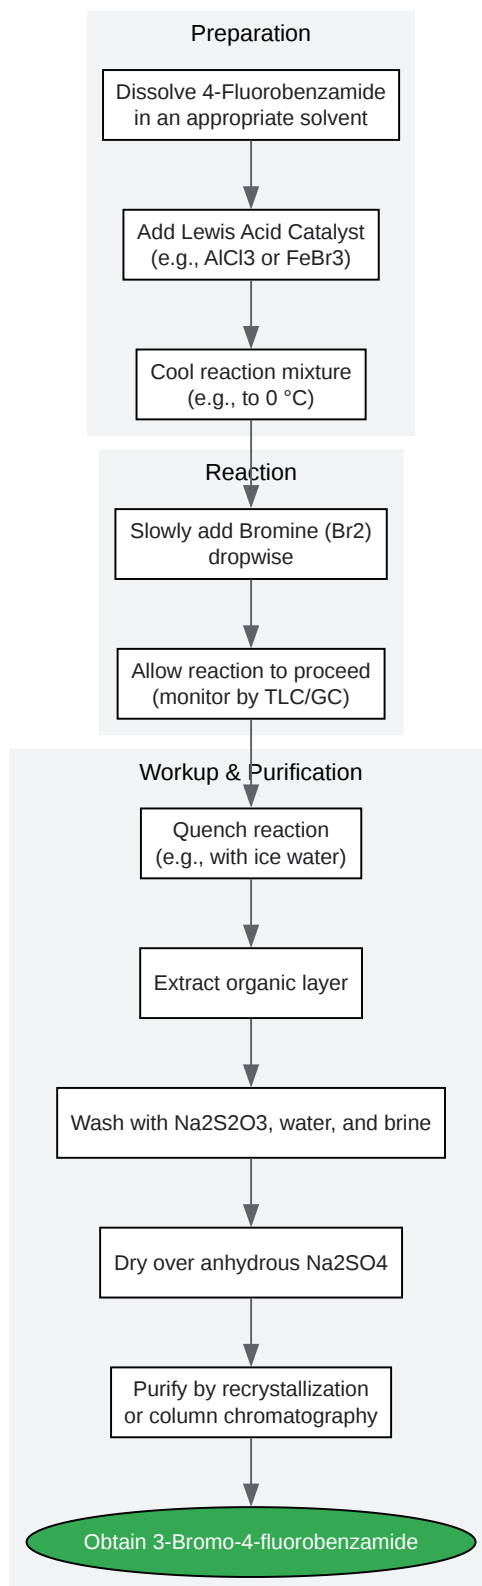 Preparation
Dissolve 4-Fluorobenzamide
in an appropriate solvent
Add Lewis Acid Catalyst
(e.g., AlCl3 or FeBr3)
Cool reaction mixture
(e.g., to 0 °C)
Reaction
Slowly add Bromine (Br2)
dropwise
Allow reaction to proceed
(monitor by TLC/GC)
Workup & Purification
Quench reaction
(e.g., with ice water)
Extract organic layer
Wash with Na2S2O3, water, and brine
Dry over anhydrous Na2SO4
Purify by recrystallization
or column chromatography
Obtain 3-Bromo-4-fluorobenzamide